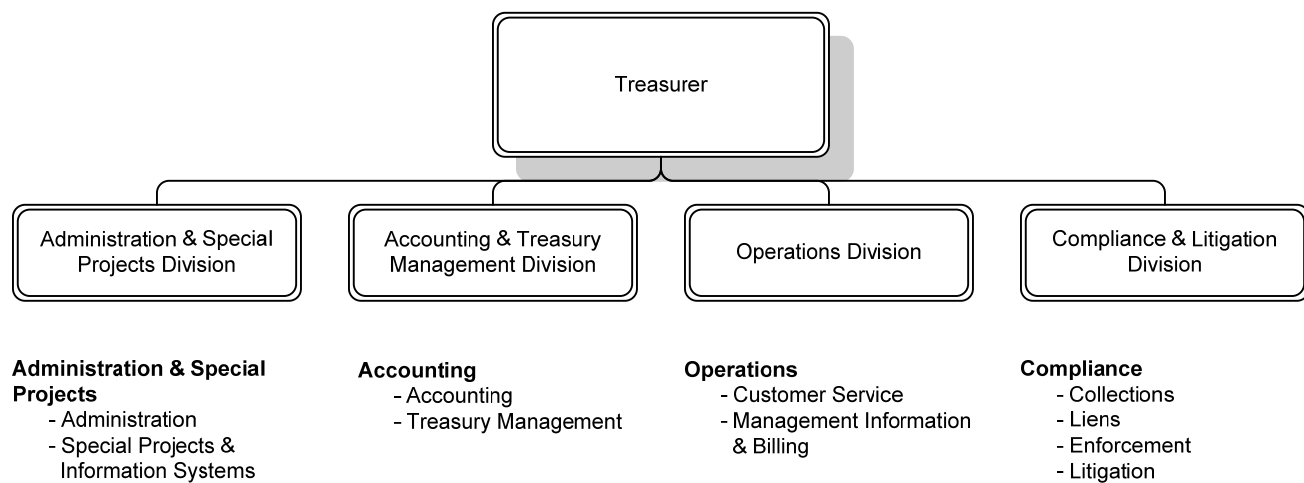 Treasurer
Administration & Special
Projects Division
Accounting & Treasury
Management Division
Operations Division
Compliance & Litigation
Division
Administration & Special
Projects
- Administration
- Special Projects &
Information Systems
Accounting
- Accounting
- Treasury Management
Operations
- Customer Service
- Management Information
& Billing
Compliance
- Collections
- Liens
- Enforcement
- Litigation